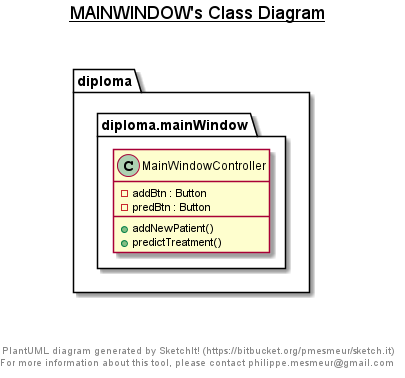 MAINWINDOW's Class Diagram
diploma
diploma.mainWindow
C MainWindowController
addBtn : Button
predBtn : Button
addNewPatient()
predictTreatment()
PlantUML diagram generated by SketchIt! (https://bitbucket.org/pmesmeur/sketch.it)
For more information about this tool, please contact philippe.mesmeur@gmail.com